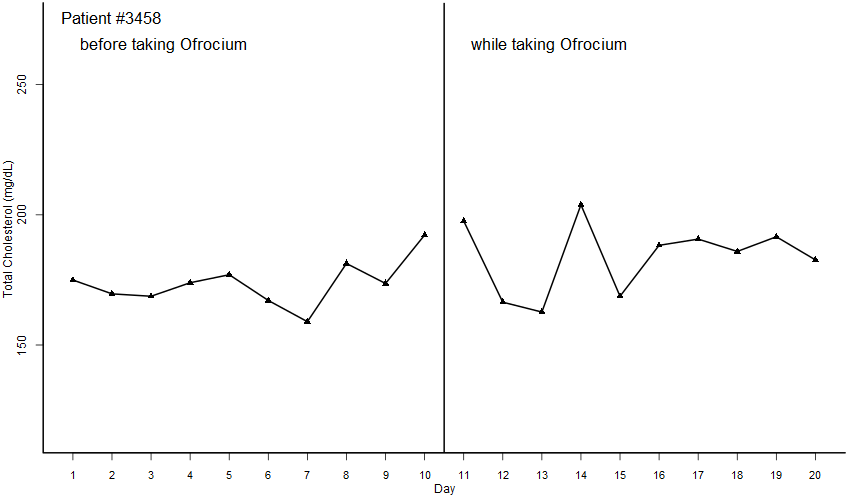 Patient #3458
before taking Ofrocium
while taking Ofrocium
Total Cholesterol (mg/dL)
250
200
150
1 2 3 4 5 6 7 8 9 10 11 12 13 14 15 16 17 18 19 20
Day